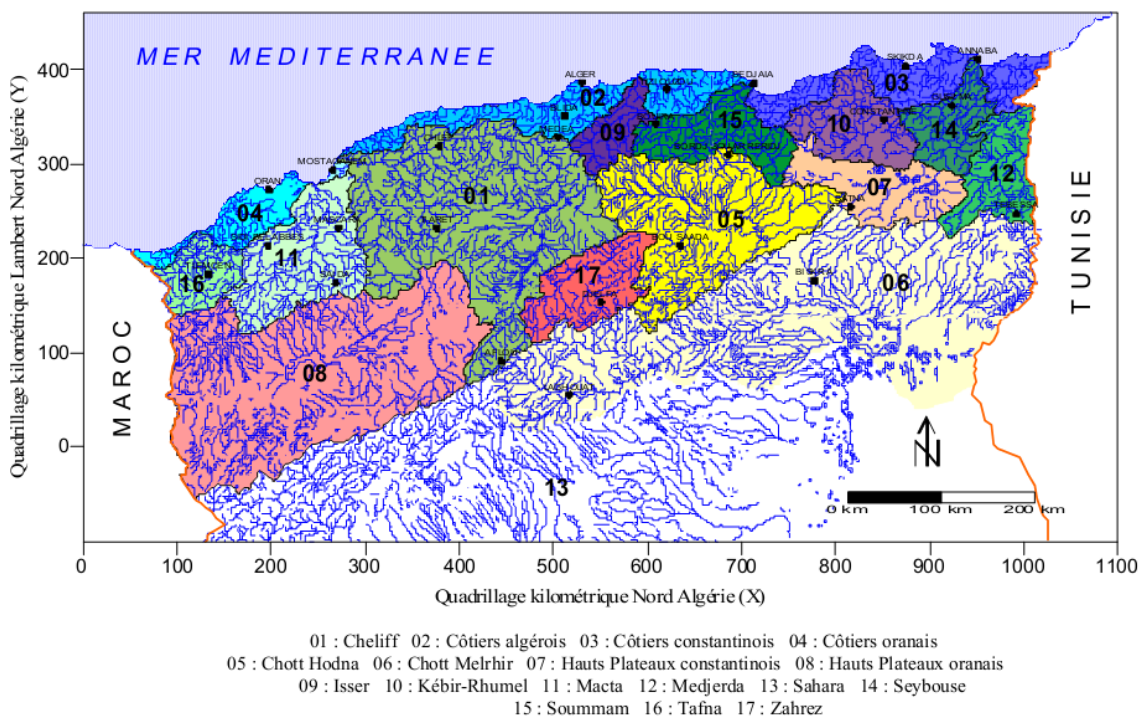 MER MEDITERRANEE
400
300
200
100
0
Quadrillage kilométrique Lambert Nord Algérie (Y)
SKIKDA
ANNABA
ALGER
BEDJAIA
03
02
09
15
10
14
MEDEA
MOSTAGANEM
ORAN
04
01
07
12
BATNA
TEBESSA
TIARET
05
11
SAIDA
16
17
06
BISKRA
08
LAGHOUAT
13
MAROC
TUNISIE
N
0 km 100 km 200 km
0 100 200 300 400 500 600 700 800 900 1000 1100
Quadrillage kilométrique Nord Algérie (X)
01 : Cheliff 02 : Côtiers algérois 03 : Côtiers constantinois 04 : Côtiers oranais
05 : Chott Hodna 06 : Chott Melrhir 07 : Hauts Plateaux constantinois 08 : Hauts Plateaux oranais
09 : Isser 10 : Kébir-Rhumel 11 : Macta 12 : Medjerda 13 : Sahara 14 : Seybouse
15 : Soummam 16 : Tafna 17 : Zahrez